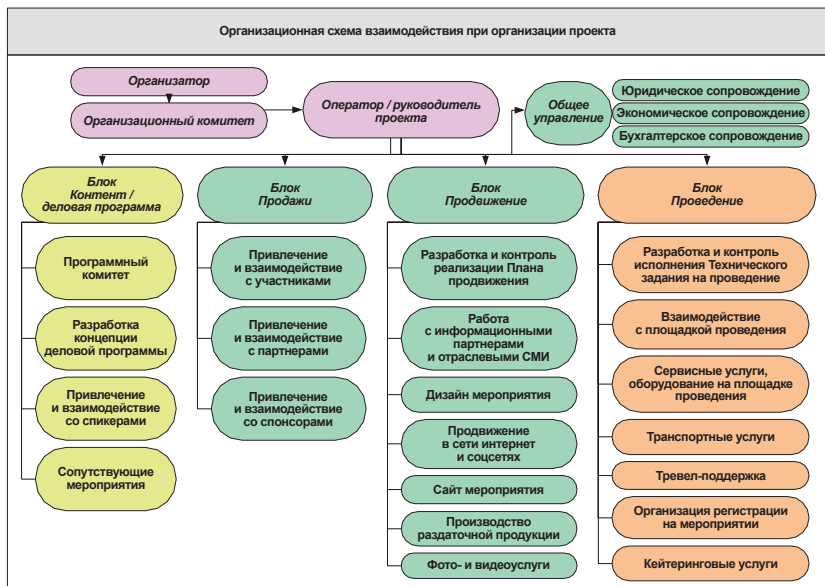 Организационная схема взаимодействия при организации проекта
Организатор
Организационный комитет
Оператор / руководитель
проекта
Общее
управление
Юридическое сопровождение
Экономическое сопровождение
Бухгалтерское сопровождение
Блок
Контент /
деловая программа
Программный
комитет
Разработка
концепции
деловой программы
Привлечение
и взаимодействие
со спикерами
Сопутствующие
мероприятия
Блок
Продажи
Привлечение
и взаимодействие
с участниками
Привлечение
и взаимодействие
с партнерами
Привлечение
и взаимодействие
со спонсорами
Блок
Продвижение
Разработка и контроль
реализации Плана
продвижения
Работа
с информационными
партнерами
и отраслевыми СМИ
Дизайн мероприятия
Продвижение
в сети интернет
и соцсетях
Сайт мероприятия
Производство
раздаточной продукции
Фото- и видеоуслуги
Блок
Проведение
Разработка и контроль
исполнения Технического
задания на проведение
Взаимодействие
с площадкой проведения
Сервисные услуги,
оборудование на площадке
проведения
Транспортные услуги
Тревел-поддержка
Организация регистрации
на мероприятии
Кейтеринговые услуги